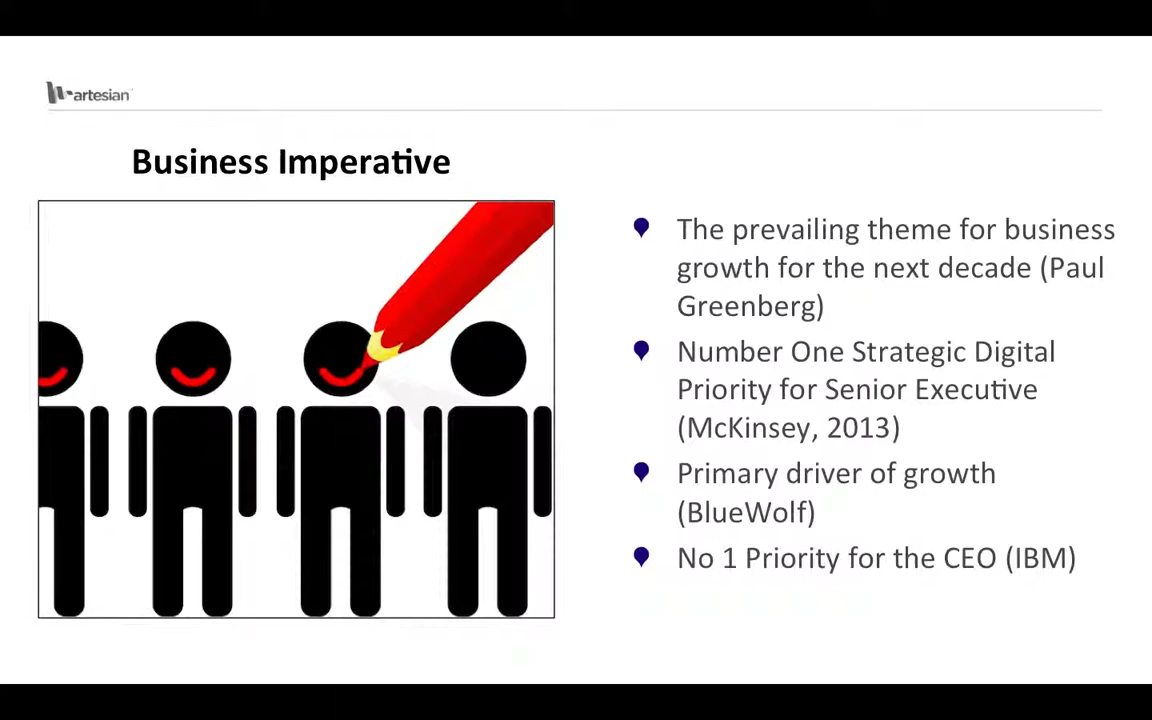 artesian
Business Imperative
The prevailing theme for business
growth for the next decade (Paul
Greenberg)
Number One Strategic Digital
Priority for Senior Executive
(McKinsey, 2013)
Primary driver of growth
(BlueWolf)
No 1 Priority for the CEO (IBM)